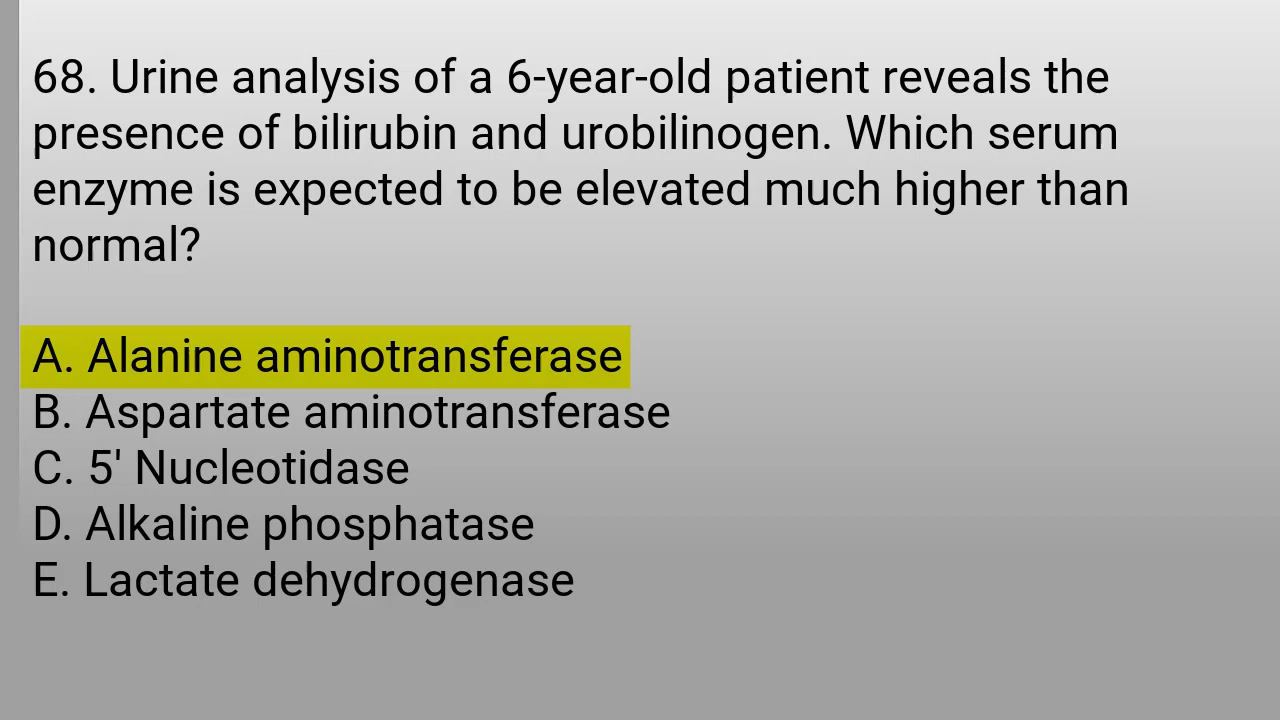 68. Urine analysis of a 6-year-old patient reveals the
presence of bilirubin and urobilinogen. Which serum
enzyme is expected to be elevated much higher than
normal?
A. Alanine aminotransferase
B. Aspartate aminotransferase
C. 5' Nucleotidase
D. Alkaline phosphatase
E. Lactate dehydrogenase